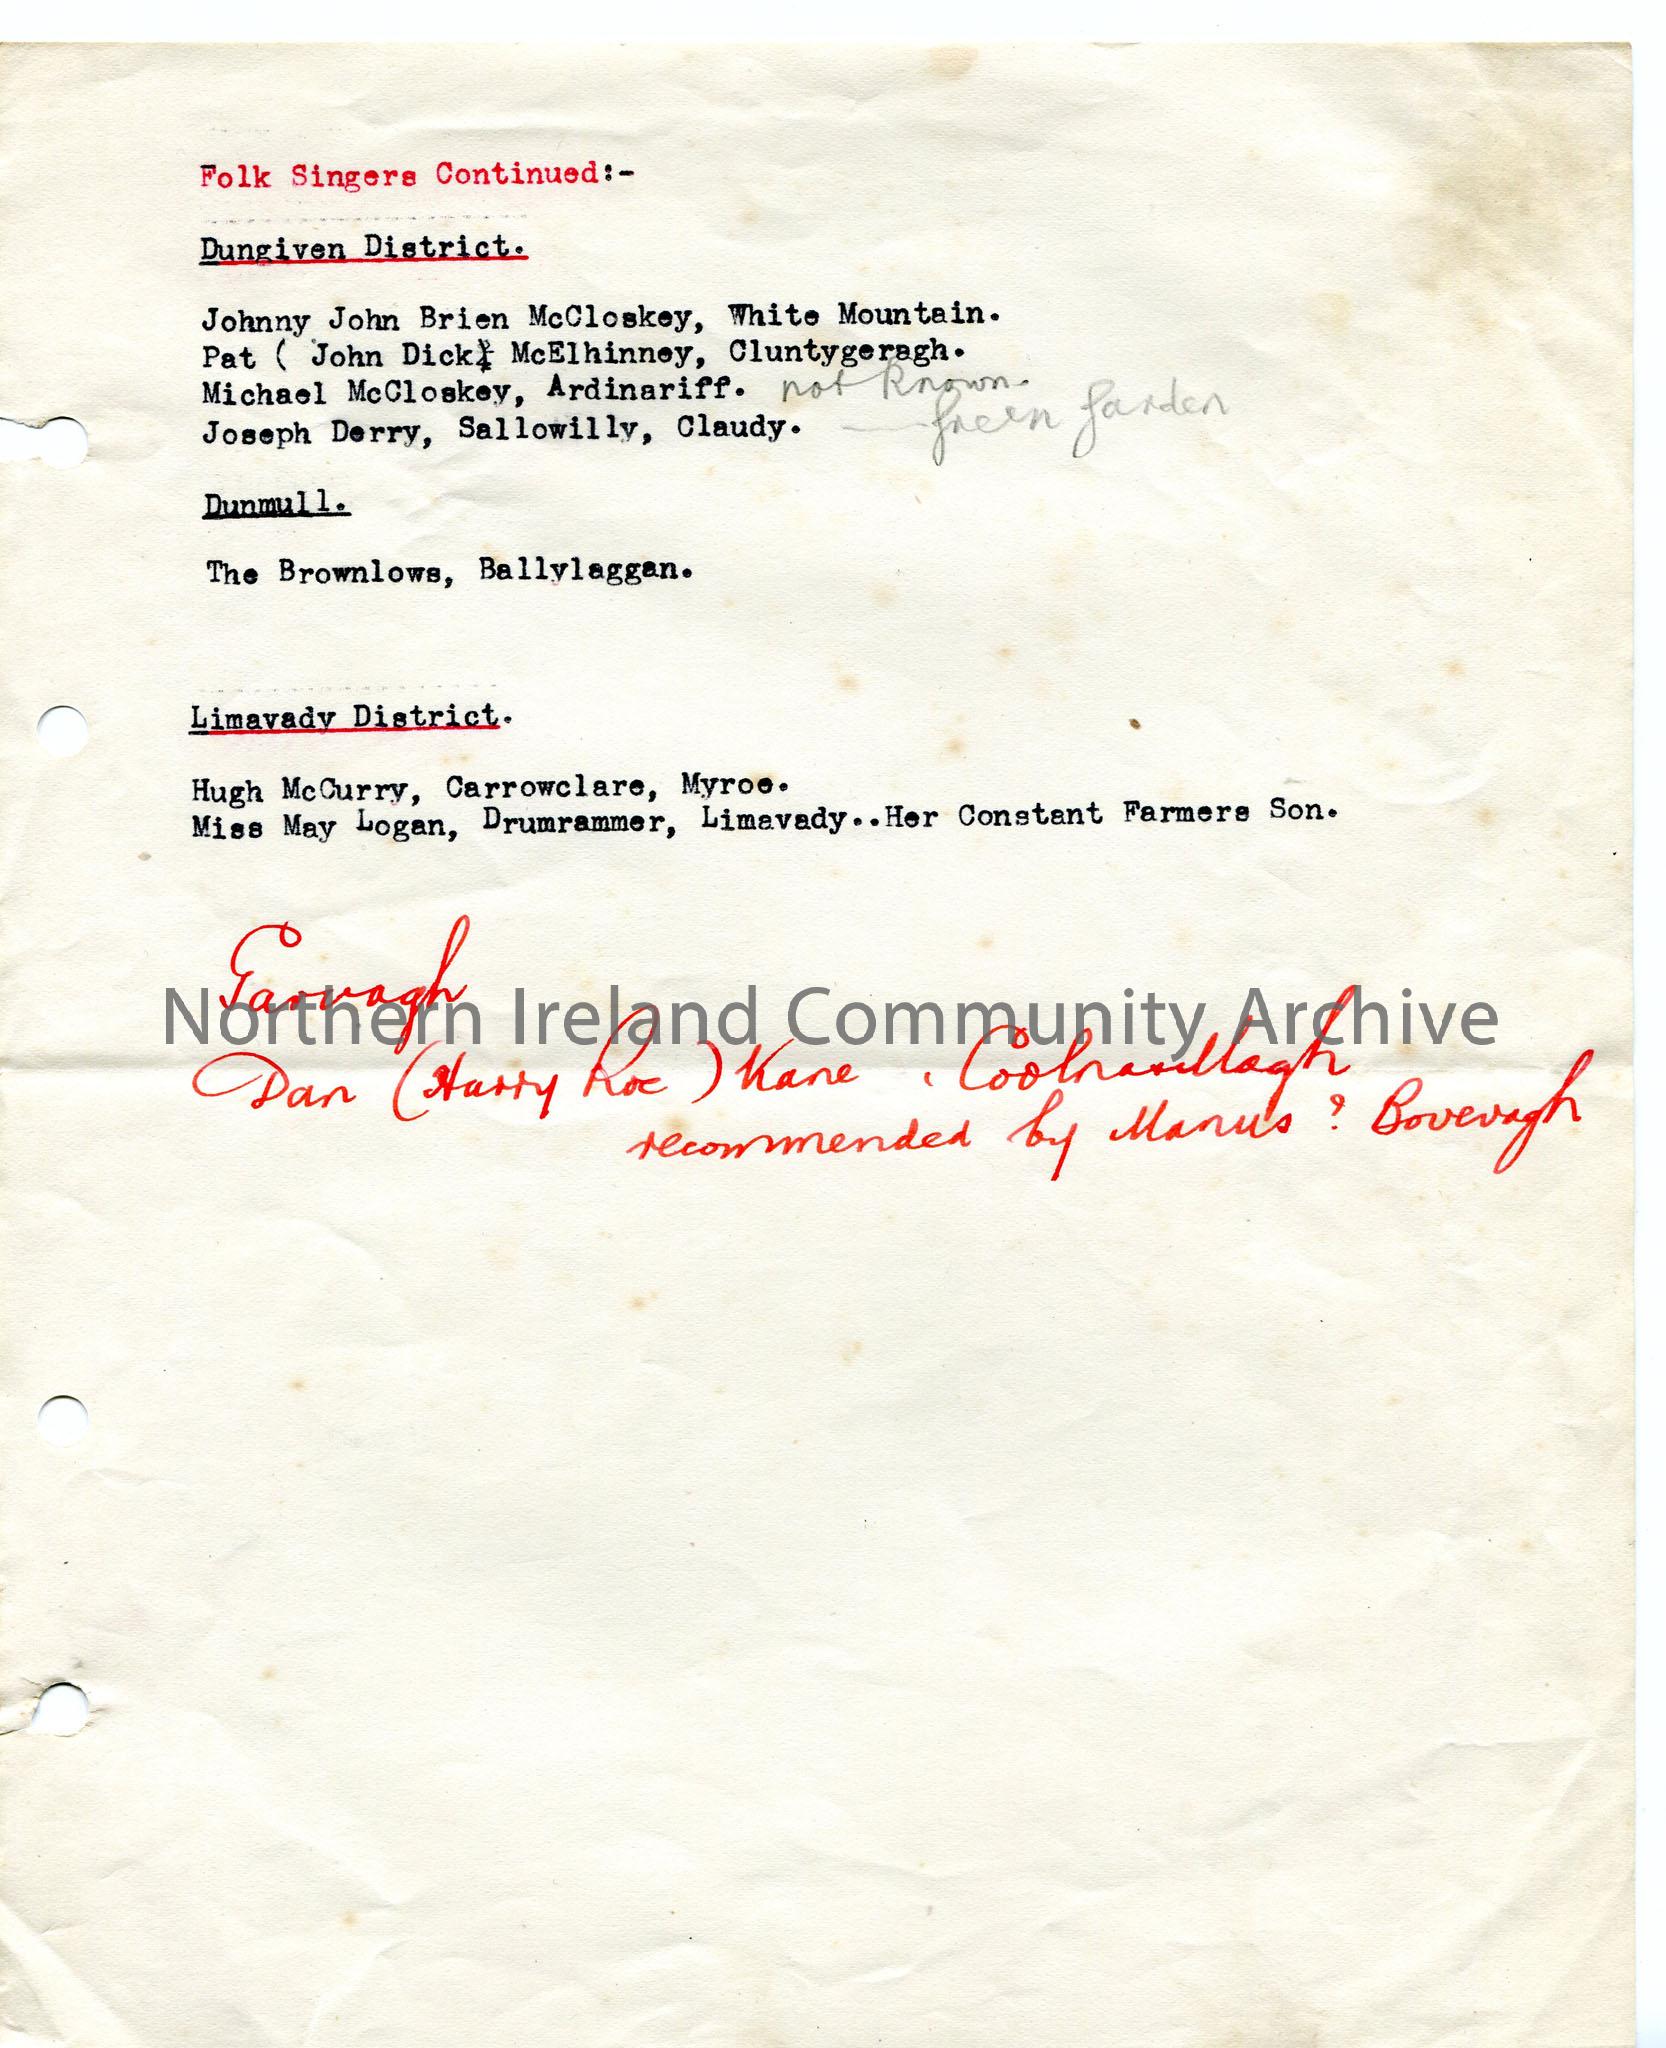 Folk Singers Continued:-
Dungiven District.
Johnny John Brien McCloskey, White Mountain.
Pat ( John Dick) McElhinney, Cluntygeragh.
Michael McCloskey, Ardinariff. not Known.
Joseph Derry, Sallowilly, Claudy. — Green Garden
Dunmull.
The Brownlows, Ballylaggan.
Limavady District.
Hugh McCurry, Carrowclare, Myroe.
Miss May Logan, Drumrammer, Limavady..Her Constant Farmers Son.
Garvagh
Northern Ireland Community Archive
Dan (Harry Roe) Kane,
recommended by Manus? Bovevagh